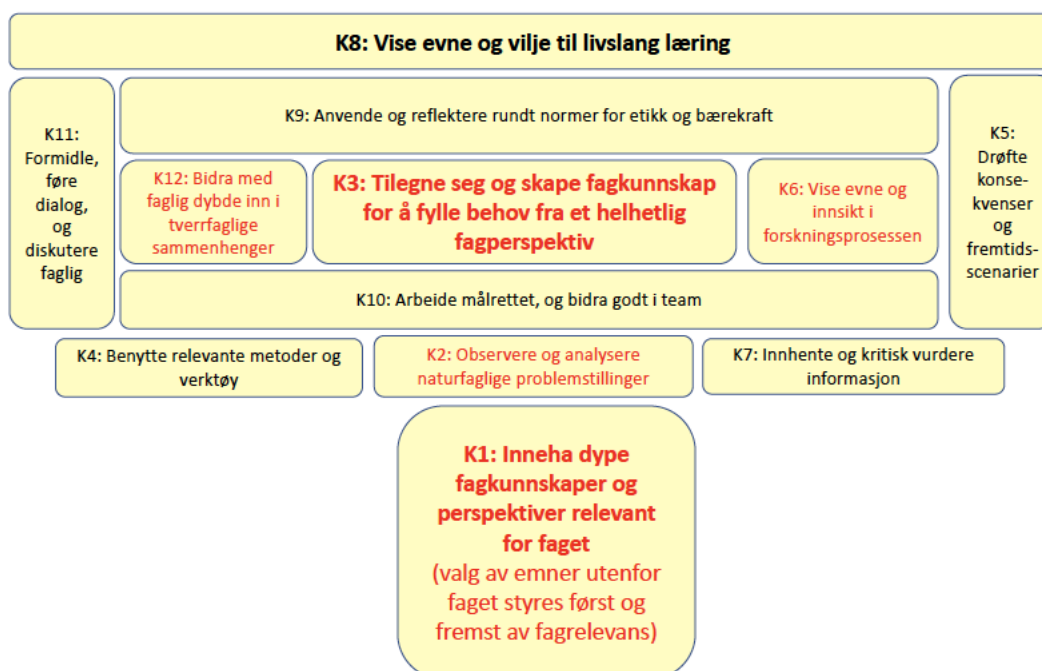 K8: Vise evne og vilje til livslang læring
K11:
Formidle,
føre
dialog,
og
diskutere
faglig
K9: Anvende og reflektere rundt normer for etikk og bærekraft
K12: Bidra med
faglig dybde inn i
tverrfaglige
sammenhenger
K3: Tilegne seg og skape fagkunnskap
for å fylle behov fra et helhetlig
fagperspektiv
K6: Vise evne og
innsikt i
forskningsprosessen
K5:
Drøfte
konse-
kvenser
og
fremtids-
scenarier
K10: Arbeide målrettet, og bidra godt i team
K4: Benytte relevante metoder og
verktøy
K2: Observere og analysere
naturfaglige problemstillinger
K7: Innhente og kritisk vurdere
informasjon
K1: Inneha dype
fagkunnskaper og
perspektiver relevant
for faget
(valg av emner utenfor
faget styres først og
fremst av fagrelevans)